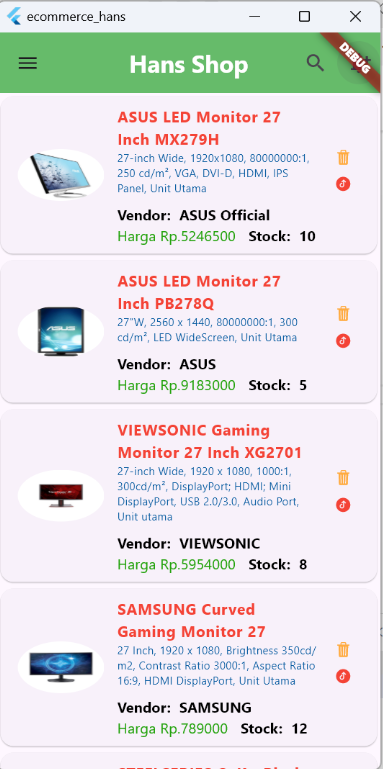 ecommerce_hans
Hans Shop
DEBUG
ASUS LED Monitor 27
Inch MX279H
27-inch Wide, 1920x1080, 80000000:1,
250 cd/m², VGA, DVI-D, HDMI, IPS
Panel, Unit Utama
Vendor: ASUS Official
Harga Rp.5246500 Stock: 10
ASUS LED Monitor 27
Inch PB278Q
27"W, 2560 x 1440, 80000000:1, 300
cd/m², LED WideScreen, Unit Utama
Vendor: ASUS
Harga Rp.9183000 Stock: 5
VIEWSONIC Gaming
Monitor 27 Inch XG2701
27-inch Wide, 1920 x 1080, 1000:1,
300cd/m², DisplayPort; HDMI; Mini
DisplayPort, USB 2.0/3.0, Audio Port,
Unit utama
Vendor: VIEWSONIC
Harga Rp.5954000 Stock: 8
SAMSUNG Curved
Gaming Monitor 27
27 Inch, 1920 x 1080, Brightness 350cd/
m2, Contrast Ratio 3000:1, Aspect Ratio
16:9, HDMI DisplayPort, Unit Utama
Vendor: SAMSUNG
Harga Rp.789000 Stock: 12